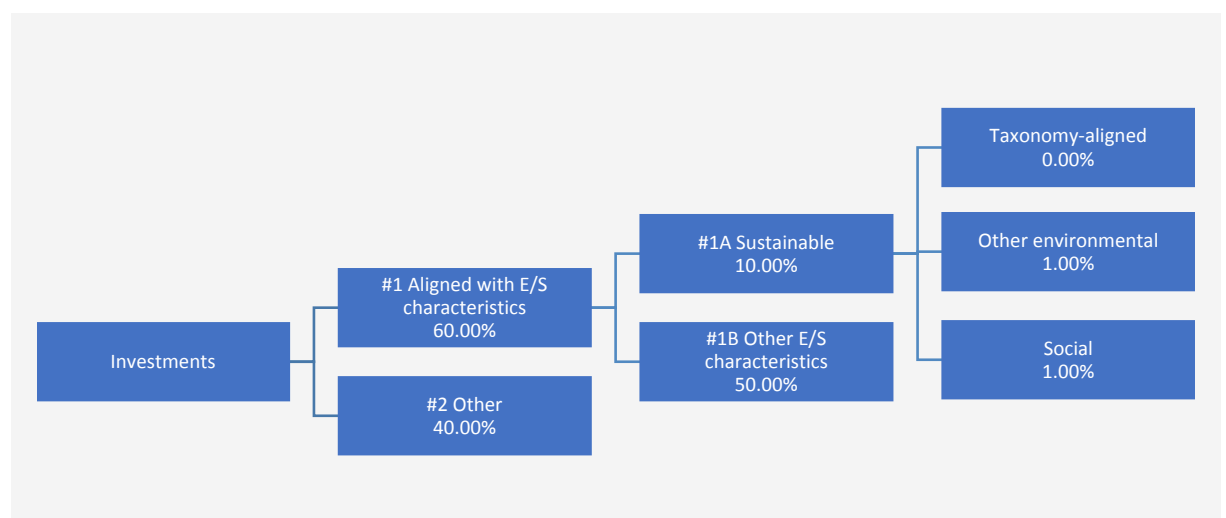 Investments
#1 Aligned with E/S
characteristics
60.00%
#2 Other
40.00%
#1A Sustainable
10.00%
#1B Other E/S
characteristics
50.00%
Taxonomy-aligned
0.00%
Other environmental
1.00%
Social
1.00%